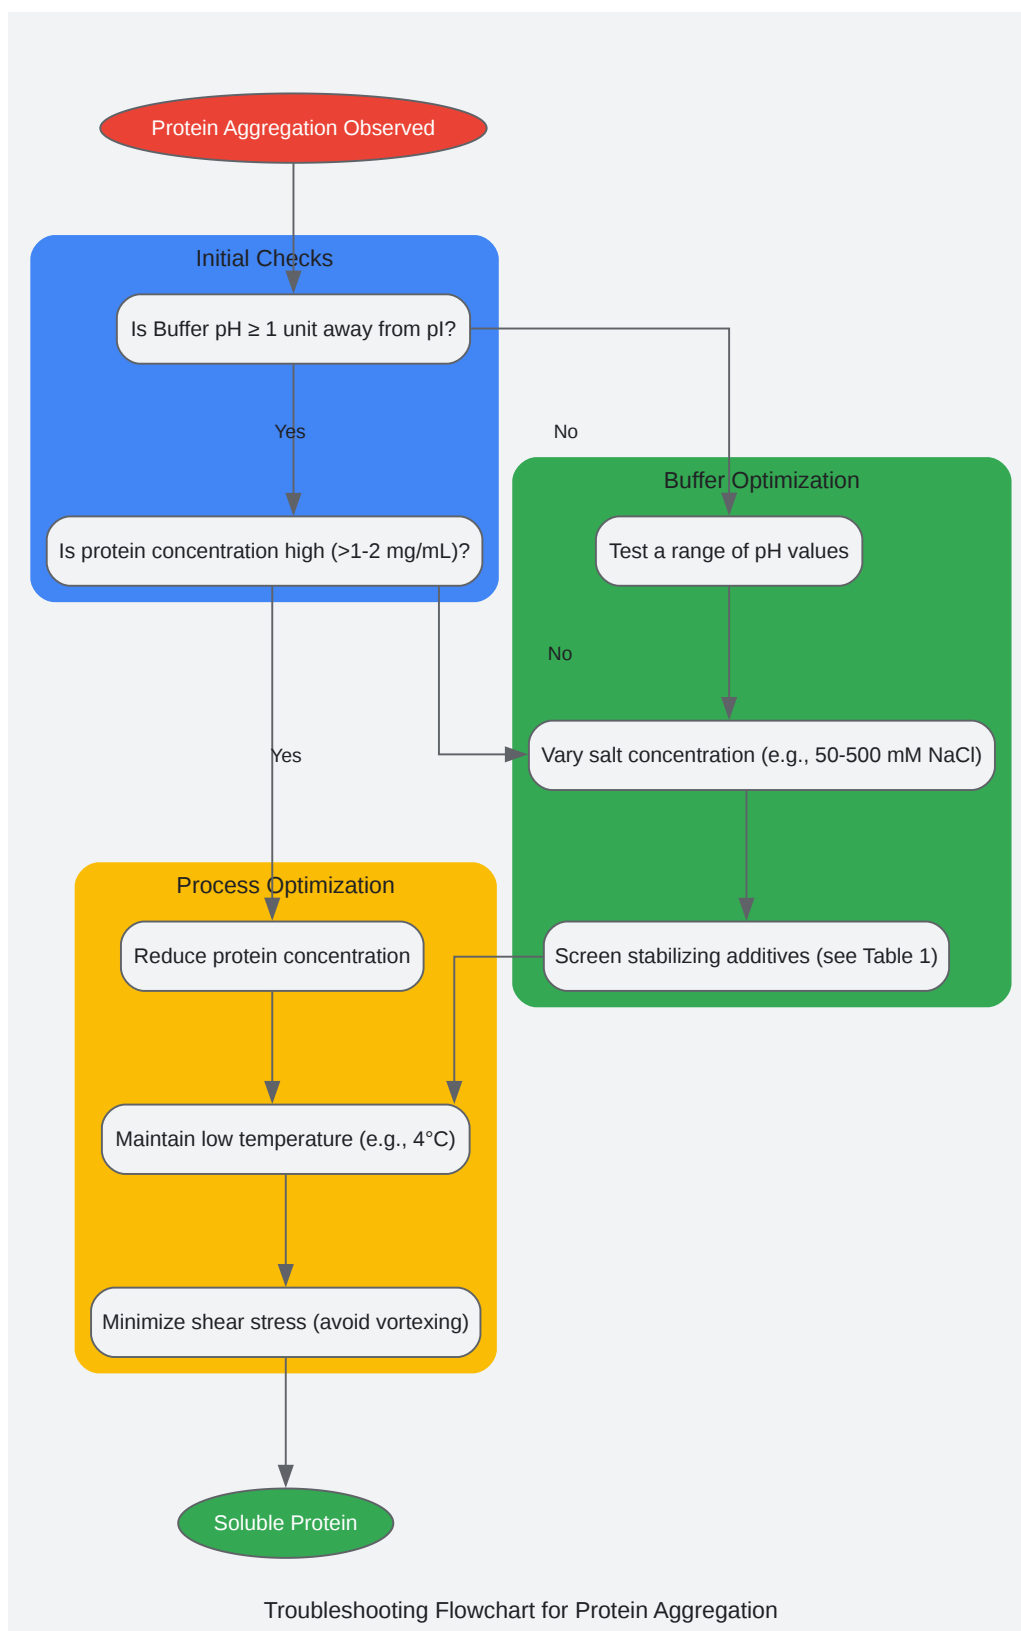 Protein Aggregation Observed
Initial Checks
Is Buffer pH ≥ 1 unit away from pI?
Yes
No
Buffer Optimization
Is protein concentration high (>1-2 mg/mL)?
Test a range of pH values
No
Yes
Vary salt concentration (e.g., 50-500 mM NaCl)
Process Optimization
Reduce protein concentration
Screen stabilizing additives (see Table 1)
Maintain low temperature (e.g., 4°C)
Minimize shear stress (avoid vortexing)
Soluble Protein
Troubleshooting Flowchart for Protein Aggregation